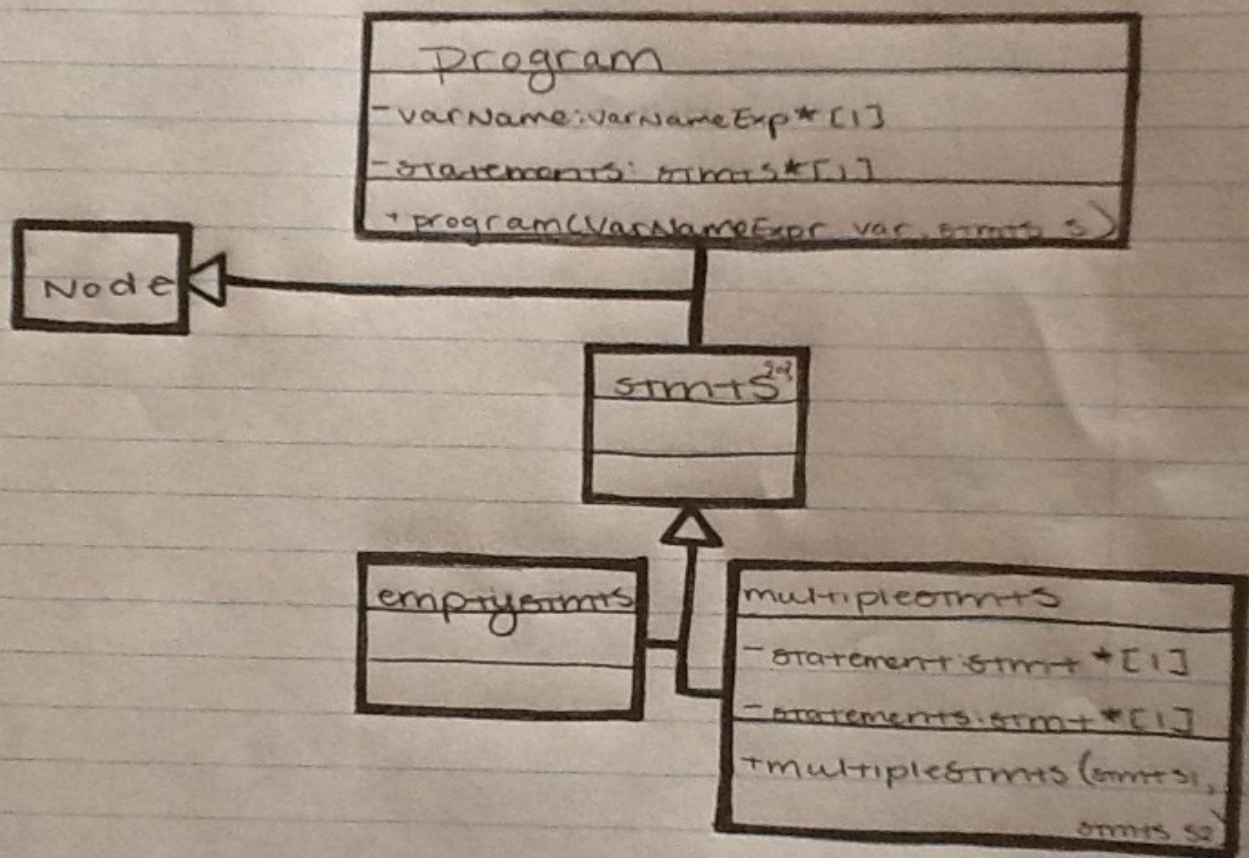 Program
-varName:varNameExp*[1]
-statements: stmts*[1]
+program(VarNameExpr var, stmts s)
Node
stmts
emptystmts
multiplestmts
-statement:stmt *[1]
-statements:stmt*[1]
+multiplestmts (stmt s1,
stmts s2)